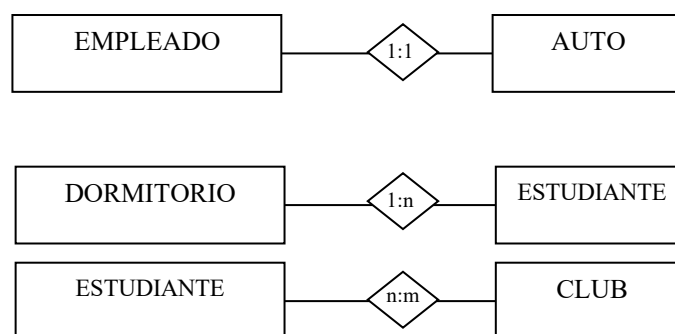 EMPLEADO 1:1 AUTO
DORMITORIO 1:n ESTUDIANTE
ESTUDIANTE n:m CLUB